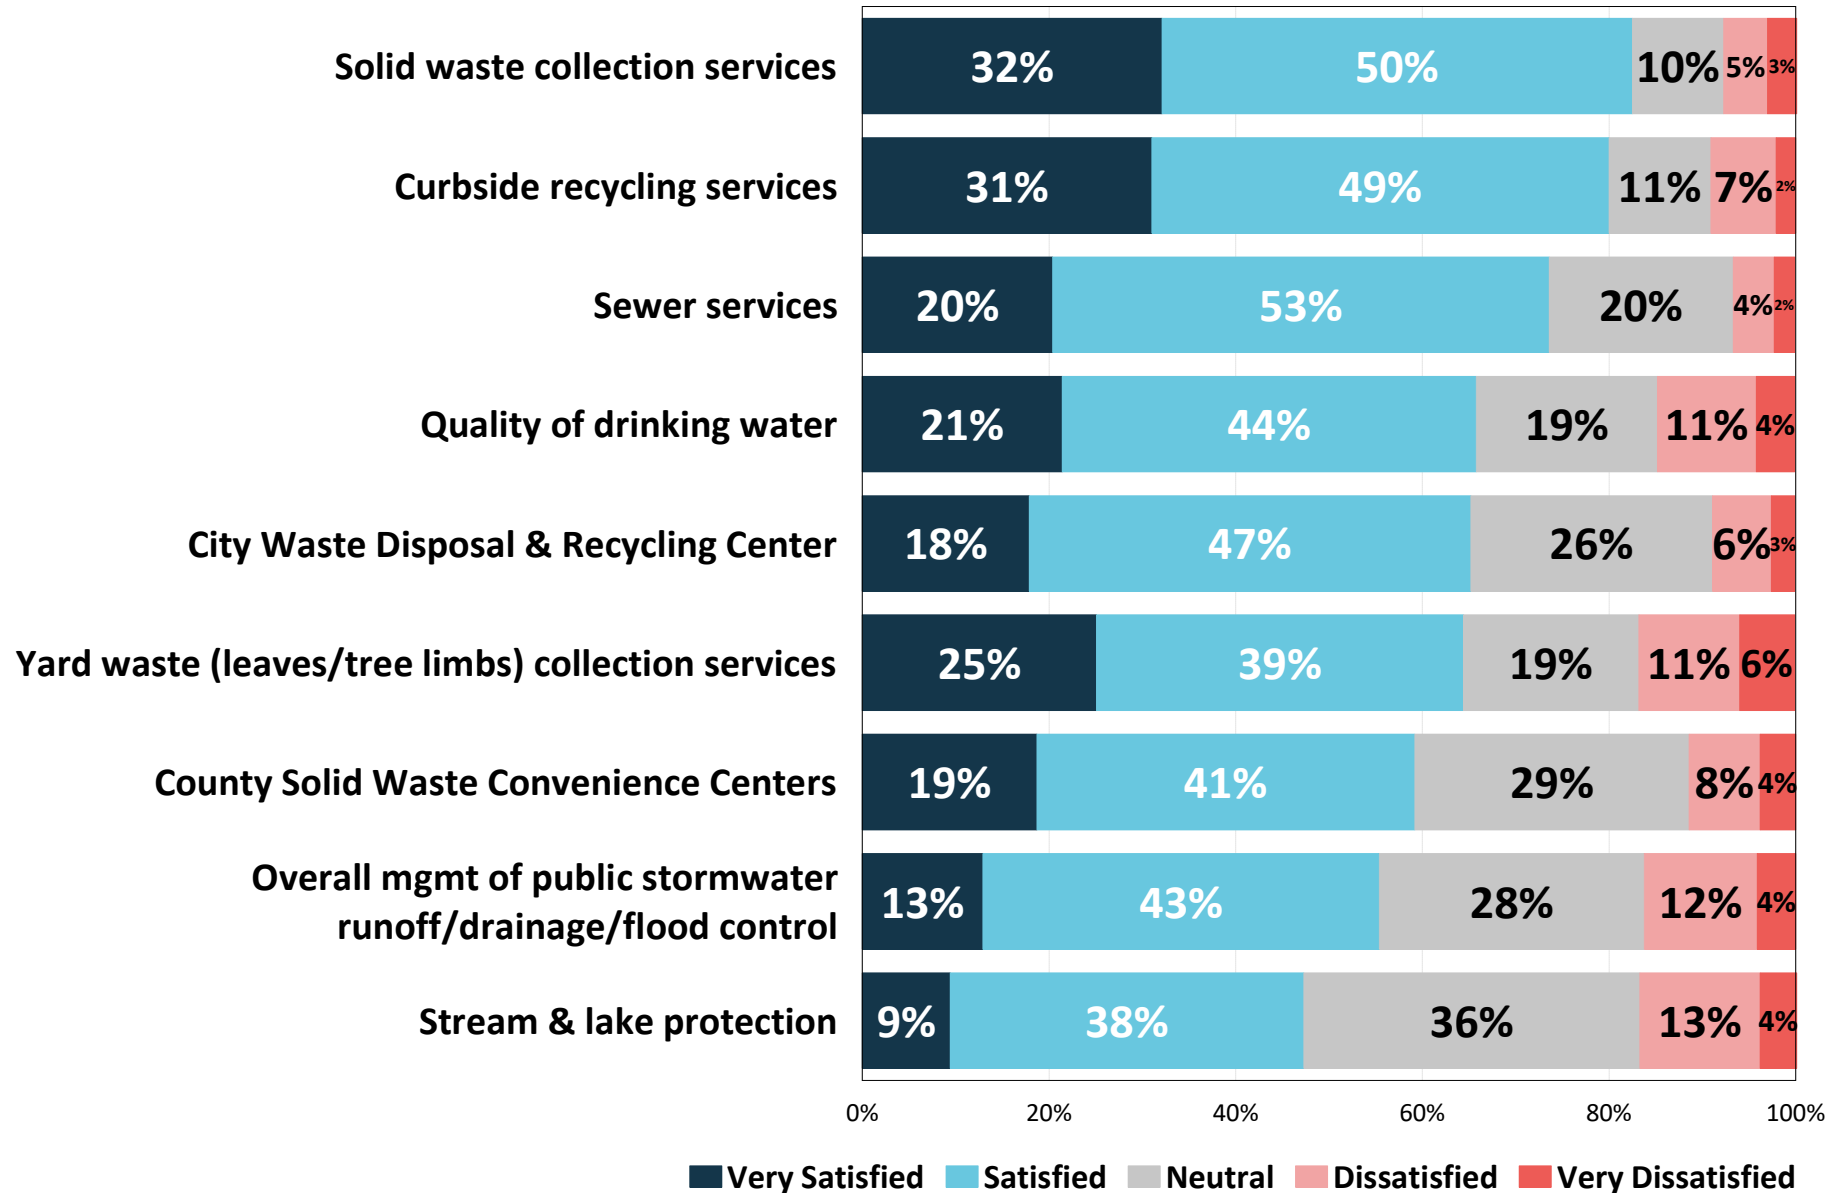 Solid waste collection services 32% 50% 10% 5% 3%
Curbside recycling services 31% 49% 11% 7% 2%
Sewer services 20% 53% 20% 4% 2%
Quality of drinking water 21% 44% 19% 11% 4%
City Waste Disposal & Recycling Center 18% 47% 26% 6% 3%
Yard waste (leaves/tree limbs) collection services 25% 39% 19% 11% 6%
County Solid Waste Convenience Centers 19% 41% 29% 8% 4%
Overall mgmt of public stormwater
runoff/drainage/flood control 13% 43% 28% 12% 4%
Stream & lake protection 9% 38% 36% 13% 4%
0% 20% 40% 60% 80% 100%
Very Satisfied Satisfied Neutral Dissatisfied Very Dissatisfied